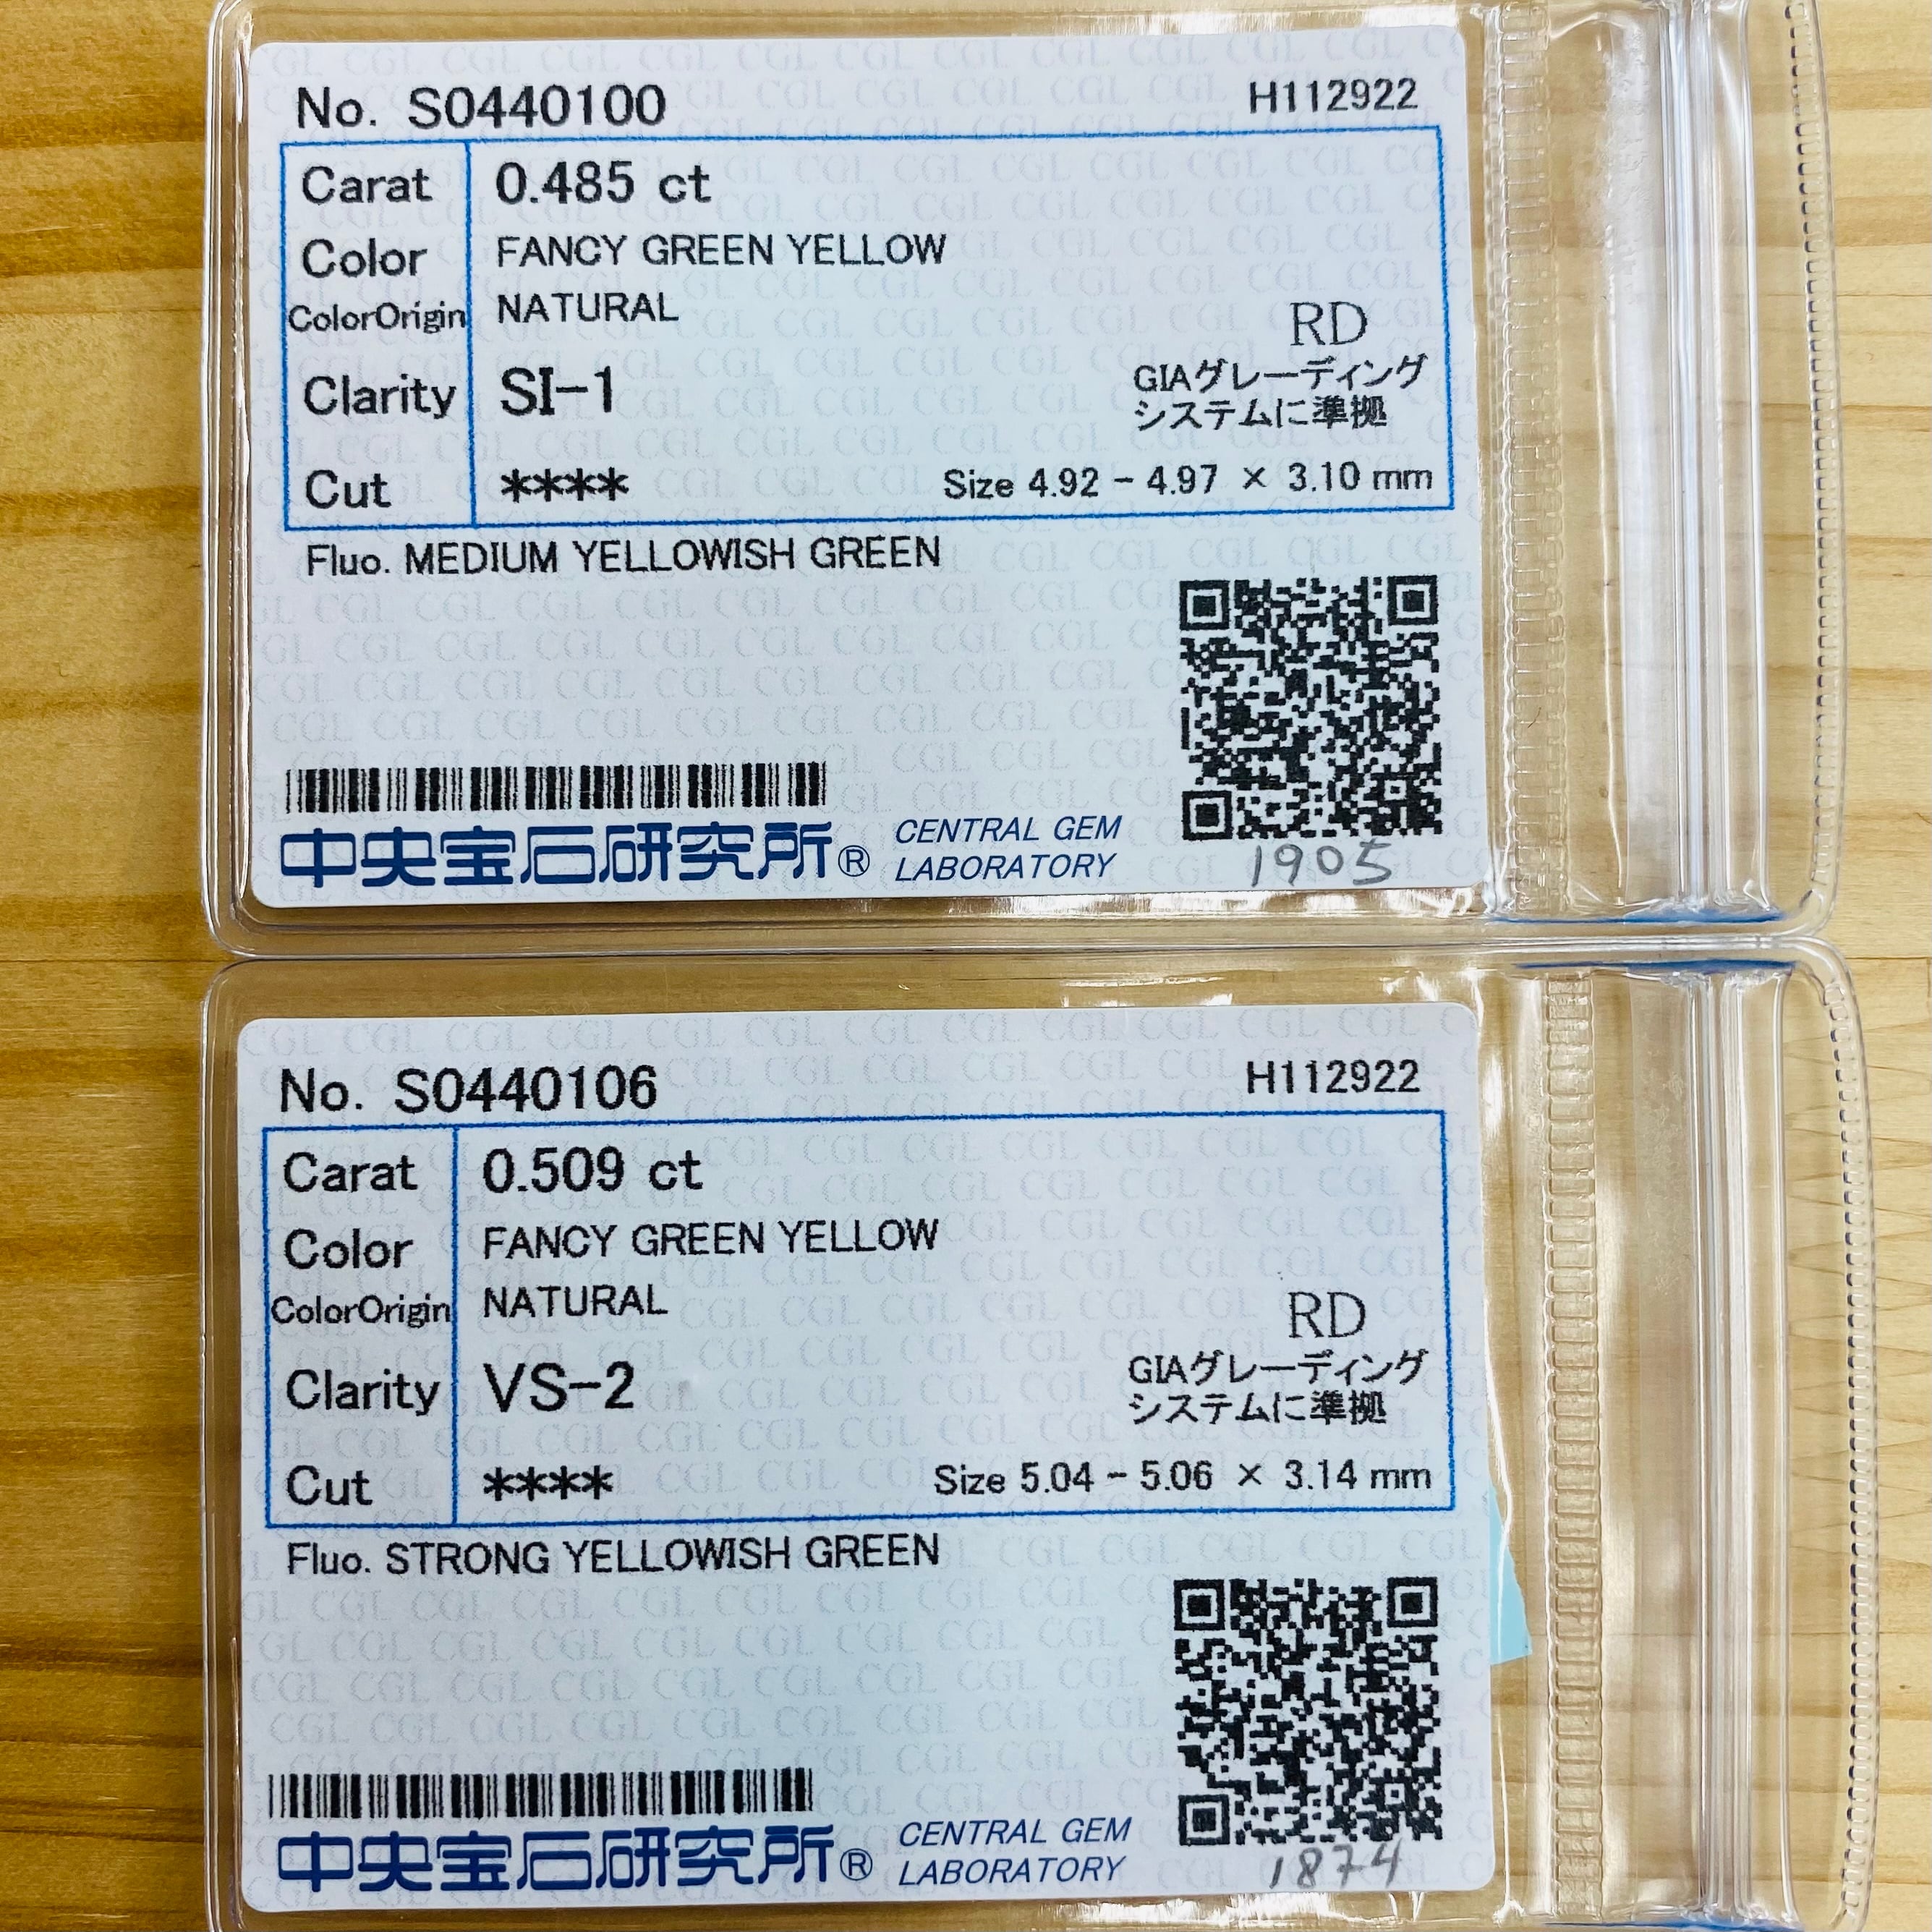 No. S0440100 H112922
Carat 0.485 ct
Color FANCY GREEN YELLOW
ColorOrigin NATURAL
RD
Clarity SI-1
GIAグレーディング
システムに準拠
Cut **** Size 4.92 - 4.97 × 3.10 mm
Fluo. MEDIUM YELLOWISH GREEN
中央宝石研究所® CENTRAL GEM
LABORATORY
1905
No. S0440106 H112922
Carat 0.509 ct
Color FANCY GREEN YELLOW
ColorOrigin NATURAL
RD
Clarity VS-2
GIAグレーディング
システムに準拠
Cut **** Size 5.04 - 5.06 × 3.14 mm
Fluo. STRONG YELLOWISH GREEN
中央宝石研究所® CENTRAL GEM
LABORATORY
1874